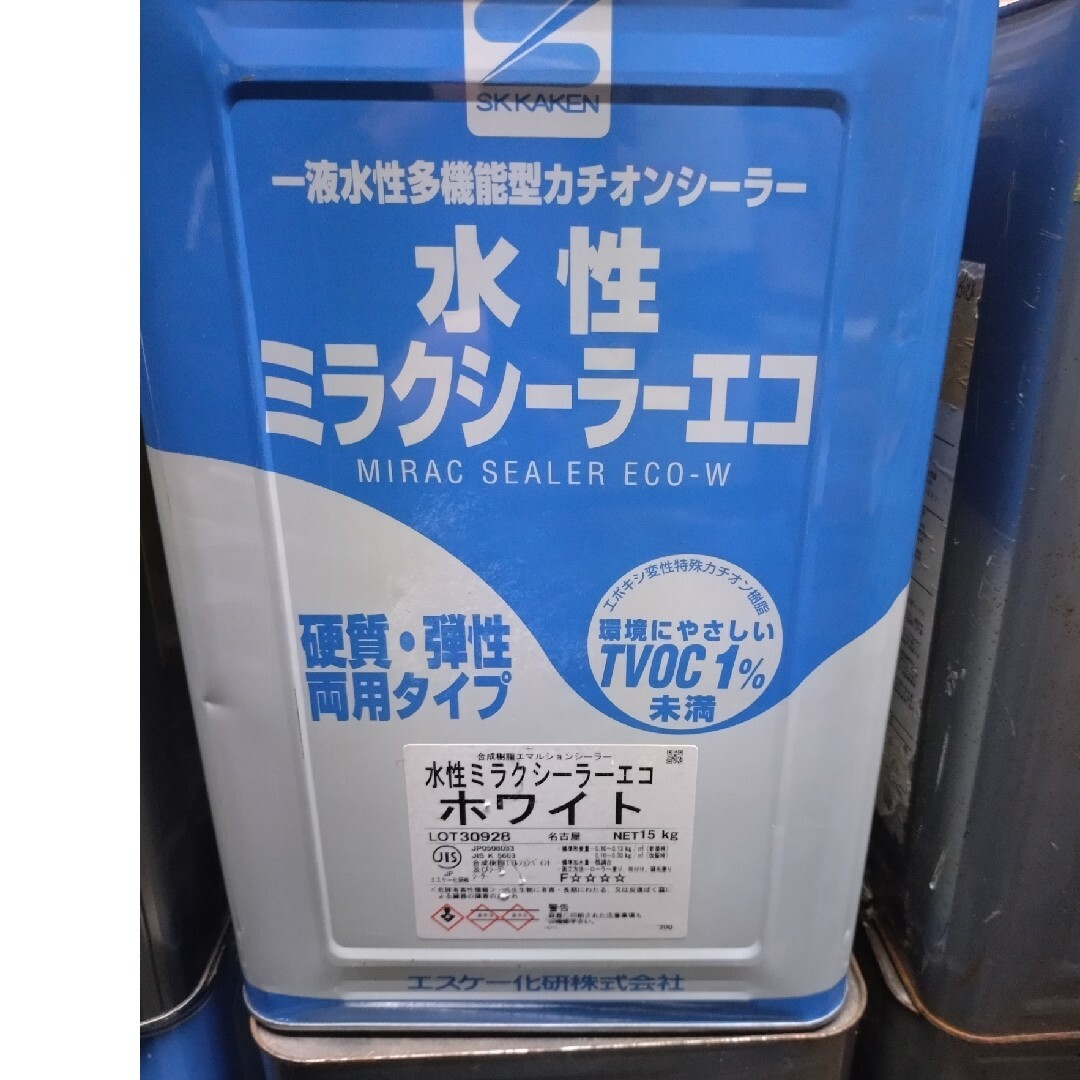 SK KAKEN
一液水性多機能型カチオンシーラー
水性
ミラクシーラーエコ
MIRAC SEALER ECO-W
エポキシ変性特殊カチオン樹脂
環境にやさしい
TVOC 1%
未満
硬質・弾性
両用タイプ
合成樹脂エマルションシーラー
水性ミラクシーラーエコ
ホワイト
LOT30928 名古屋 NET15 kg
JIS K 5663
F☆☆☆☆
警告
エスケー化研株式会社